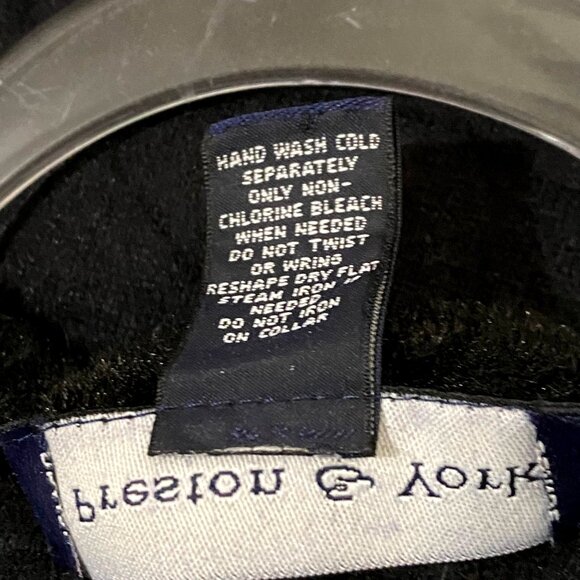 HAND WASH COLD
SEPARATELY
ONLY NON-
CHLORINE BLEACH
WHEN NEEDED
DO NOT TWIST
OR WRING
RESHAPE DRY FLAT
STEAM IRON IF
NEEDED
DO NOT IRON
ON COLLAR
Preston & York